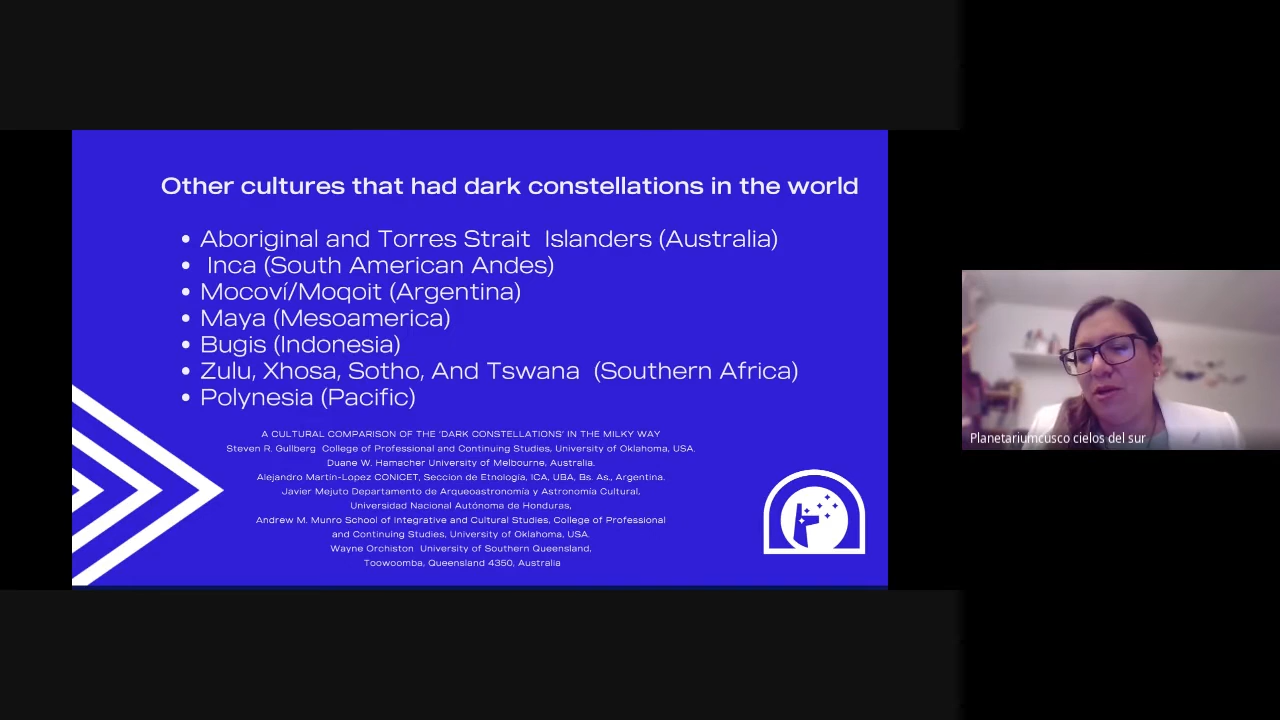 Other cultures that had dark constellations in the world
• Aboriginal and Torres Strait Islanders (Australia)
• Inca (South American Andes)
• Mocoví/Moqoit (Argentina)
• Maya (Mesoamerica)
• Bugis (Indonesia)
• Zulu, Xhosa, Sotho, And Tswana (Southern Africa)
• Polynesia (Pacific)
A CULTURAL COMPARISON OF THE 'DARK CONSTELLATIONS' IN THE MILKY WAY
Steven R. Gullberg College of Professional and Continuing Studies, University of Oklahoma, USA.
Duane W. Hamacher University of Melbourne, Australia.
Alejandro Martin-Lopez CONICET, Seccion de Etnologia, ICA, UBA, Bs. As., Argentina.
Javier Mejuto Departamento de Arqueoastronomía y Astronomía Cultural,
Universidad Nacional Autónoma de Honduras,
Andrew M. Munro School of Integrative and Cultural Studies, College of Professional
and Continuing Studies, University of Oklahoma, USA.
Wayne Orchiston University of Southern Queensland,
Toowoomba, Queensland 4350, Australia
Planetariumcusco cielos del sur